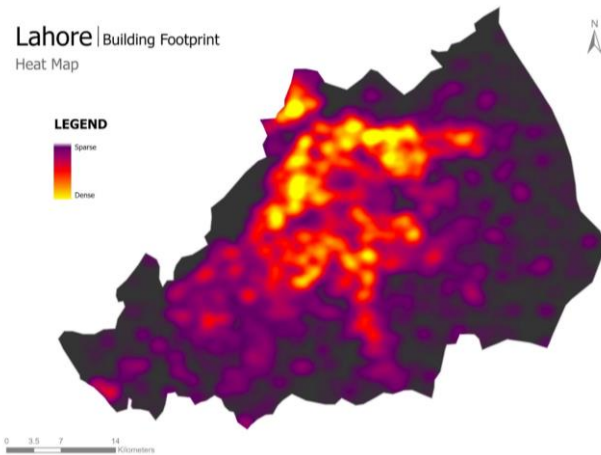 Lahore | Building Footprint
Heat Map
N
LEGEND
Sparse
Dense
0 3.5 7 14
Kilometers